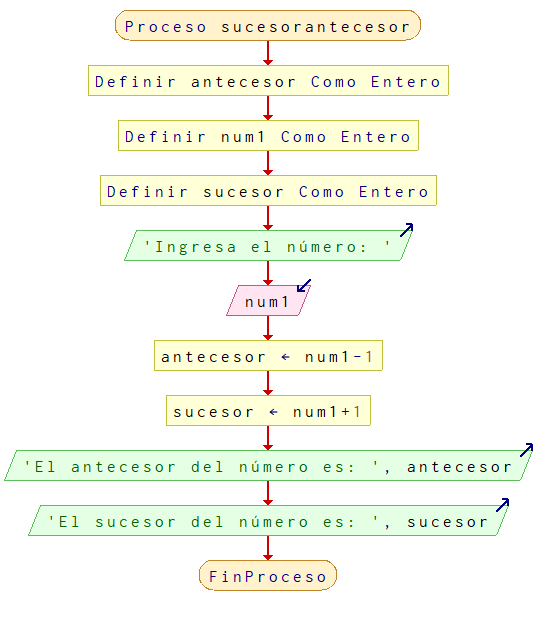 Proceso sucesorantecesor
Definir antecesor Como Entero
Definir num1 Como Entero
Definir sucesor Como Entero
'Ingresa el número: '
num1
antecesor ← num1-1
sucesor ← num1+1
'El antecesor del número es: ', antecesor
'El sucesor del número es: ', sucesor
FinProceso